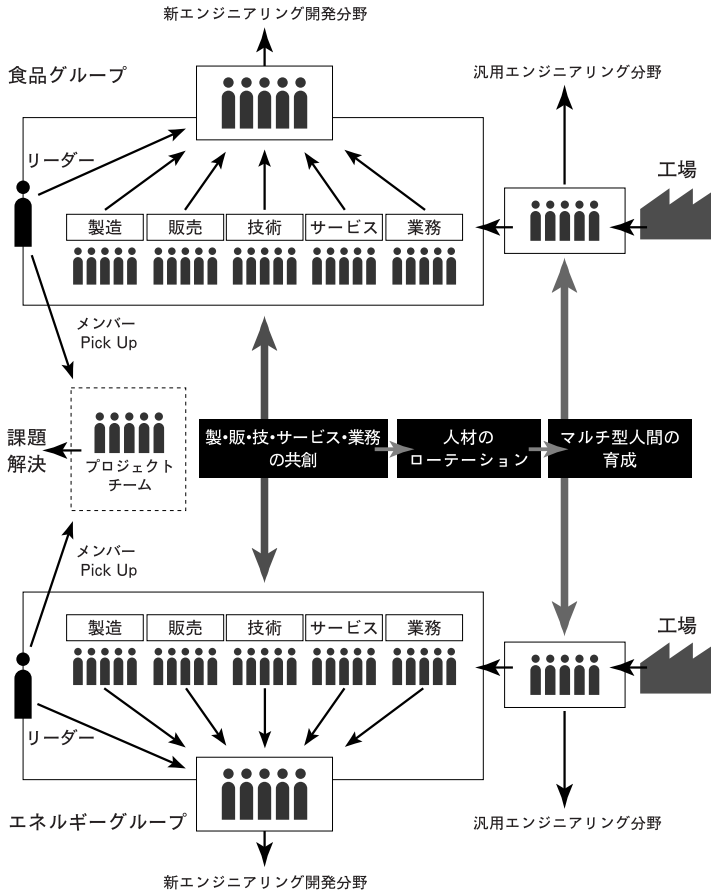 新エンジニアリング開発分野
食品グループ
汎用エンジニアリング分野
リーダー
工場
製造
販売
技術
サービス
業務
メンバー
Pick Up
課題
解決
プロジェクト
チーム
製・販・技・サービス・業務
の共創
人材の
ローテーション
マルチ型人間の
育成
メンバー
Pick Up
製造
販売
技術
サービス
業務
工場
リーダー
エネルギーグループ
汎用エンジニアリング分野
新エンジニアリング開発分野